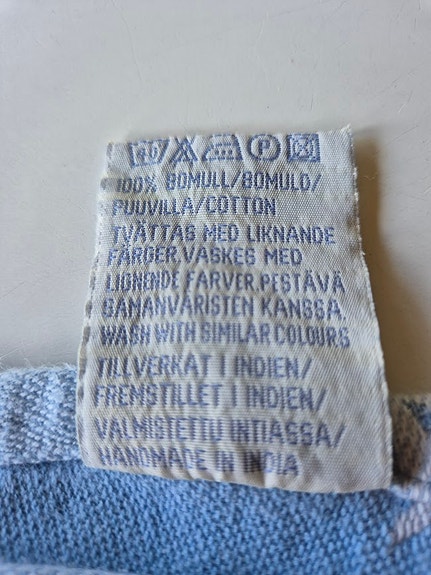 60 P
100% BOMULL/BOMULD/
PUUVILLA/COTTON
TVÄTTAS MED LIKNANDE
FÄRGER.VASKES MED
LIGNENDE FARVER.PESTÄVÄ
SAMANVÄRISTEN KANSSA.
WASH WITH SIMILAR COLOURS
TILLVERKAT I INDIEN/
FREMSTILLET I INDIEN/
VALMISTETTU INTIASSA/
HANDMADE IN INDIA